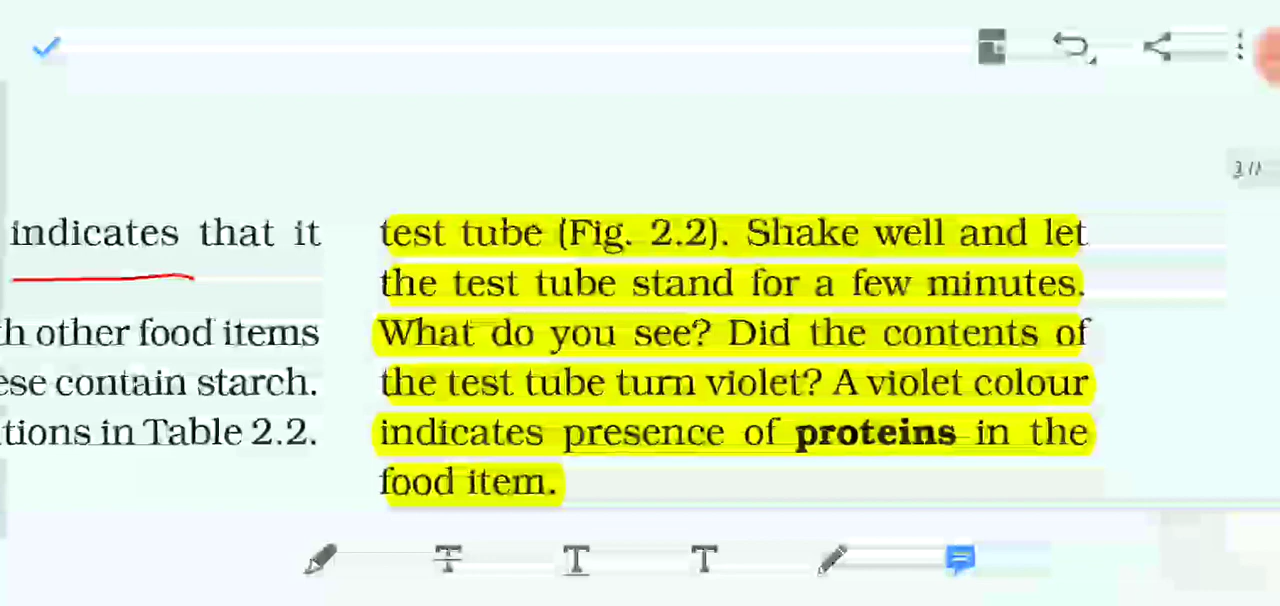 indicates that it
th other food items
ese contain starch.
tions in Table 2.2.
test tube (Fig. 2.2). Shake well and let
the test tube stand for a few minutes.
What do you see? Did the contents of
the test tube turn violet? A violet colour
indicates presence of proteins in the
food item.